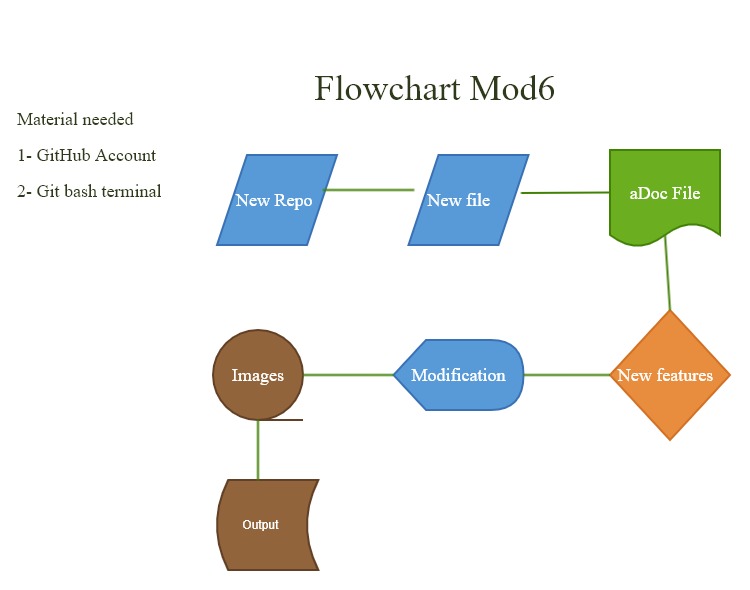 Flowchart Mod6
Material needed
1- GitHub Account
2- Git bash terminal
New Repo
New file
aDoc File
New features
Modification
Images
Output